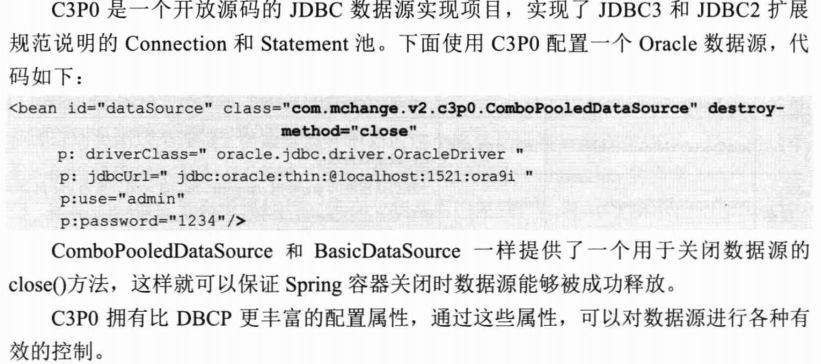 C3P0 是一个开放源码的 JDBC 数据源实现项目，实现了 JDBC3 和 JDBC2 扩展
规范说明的 Connection 和 Statement 池。下面使用 C3P0 配置一个 Oracle 数据源，代
码如下：
<bean id="dataSource" class="com.mchange.v2.c3p0.ComboPooledDataSource" destroy-
method="close"
p: driverClass=" oracle.jdbc.driver.OracleDriver "
p: jdbcUrl=" jdbc:oracle:thin:@localhost:1521:ora9i "
p:use="admin"
p:password="1234"/>
ComboPooledDataSource 和 BasicDataSource 一样提供了一个用于关闭数据源的
close()方法，这样就可以保证 Spring 容器关闭时数据源能够被成功释放。
C3P0 拥有比 DBCP 更丰富的配置属性，通过这些属性，可以对数据源进行各种有
效的控制。